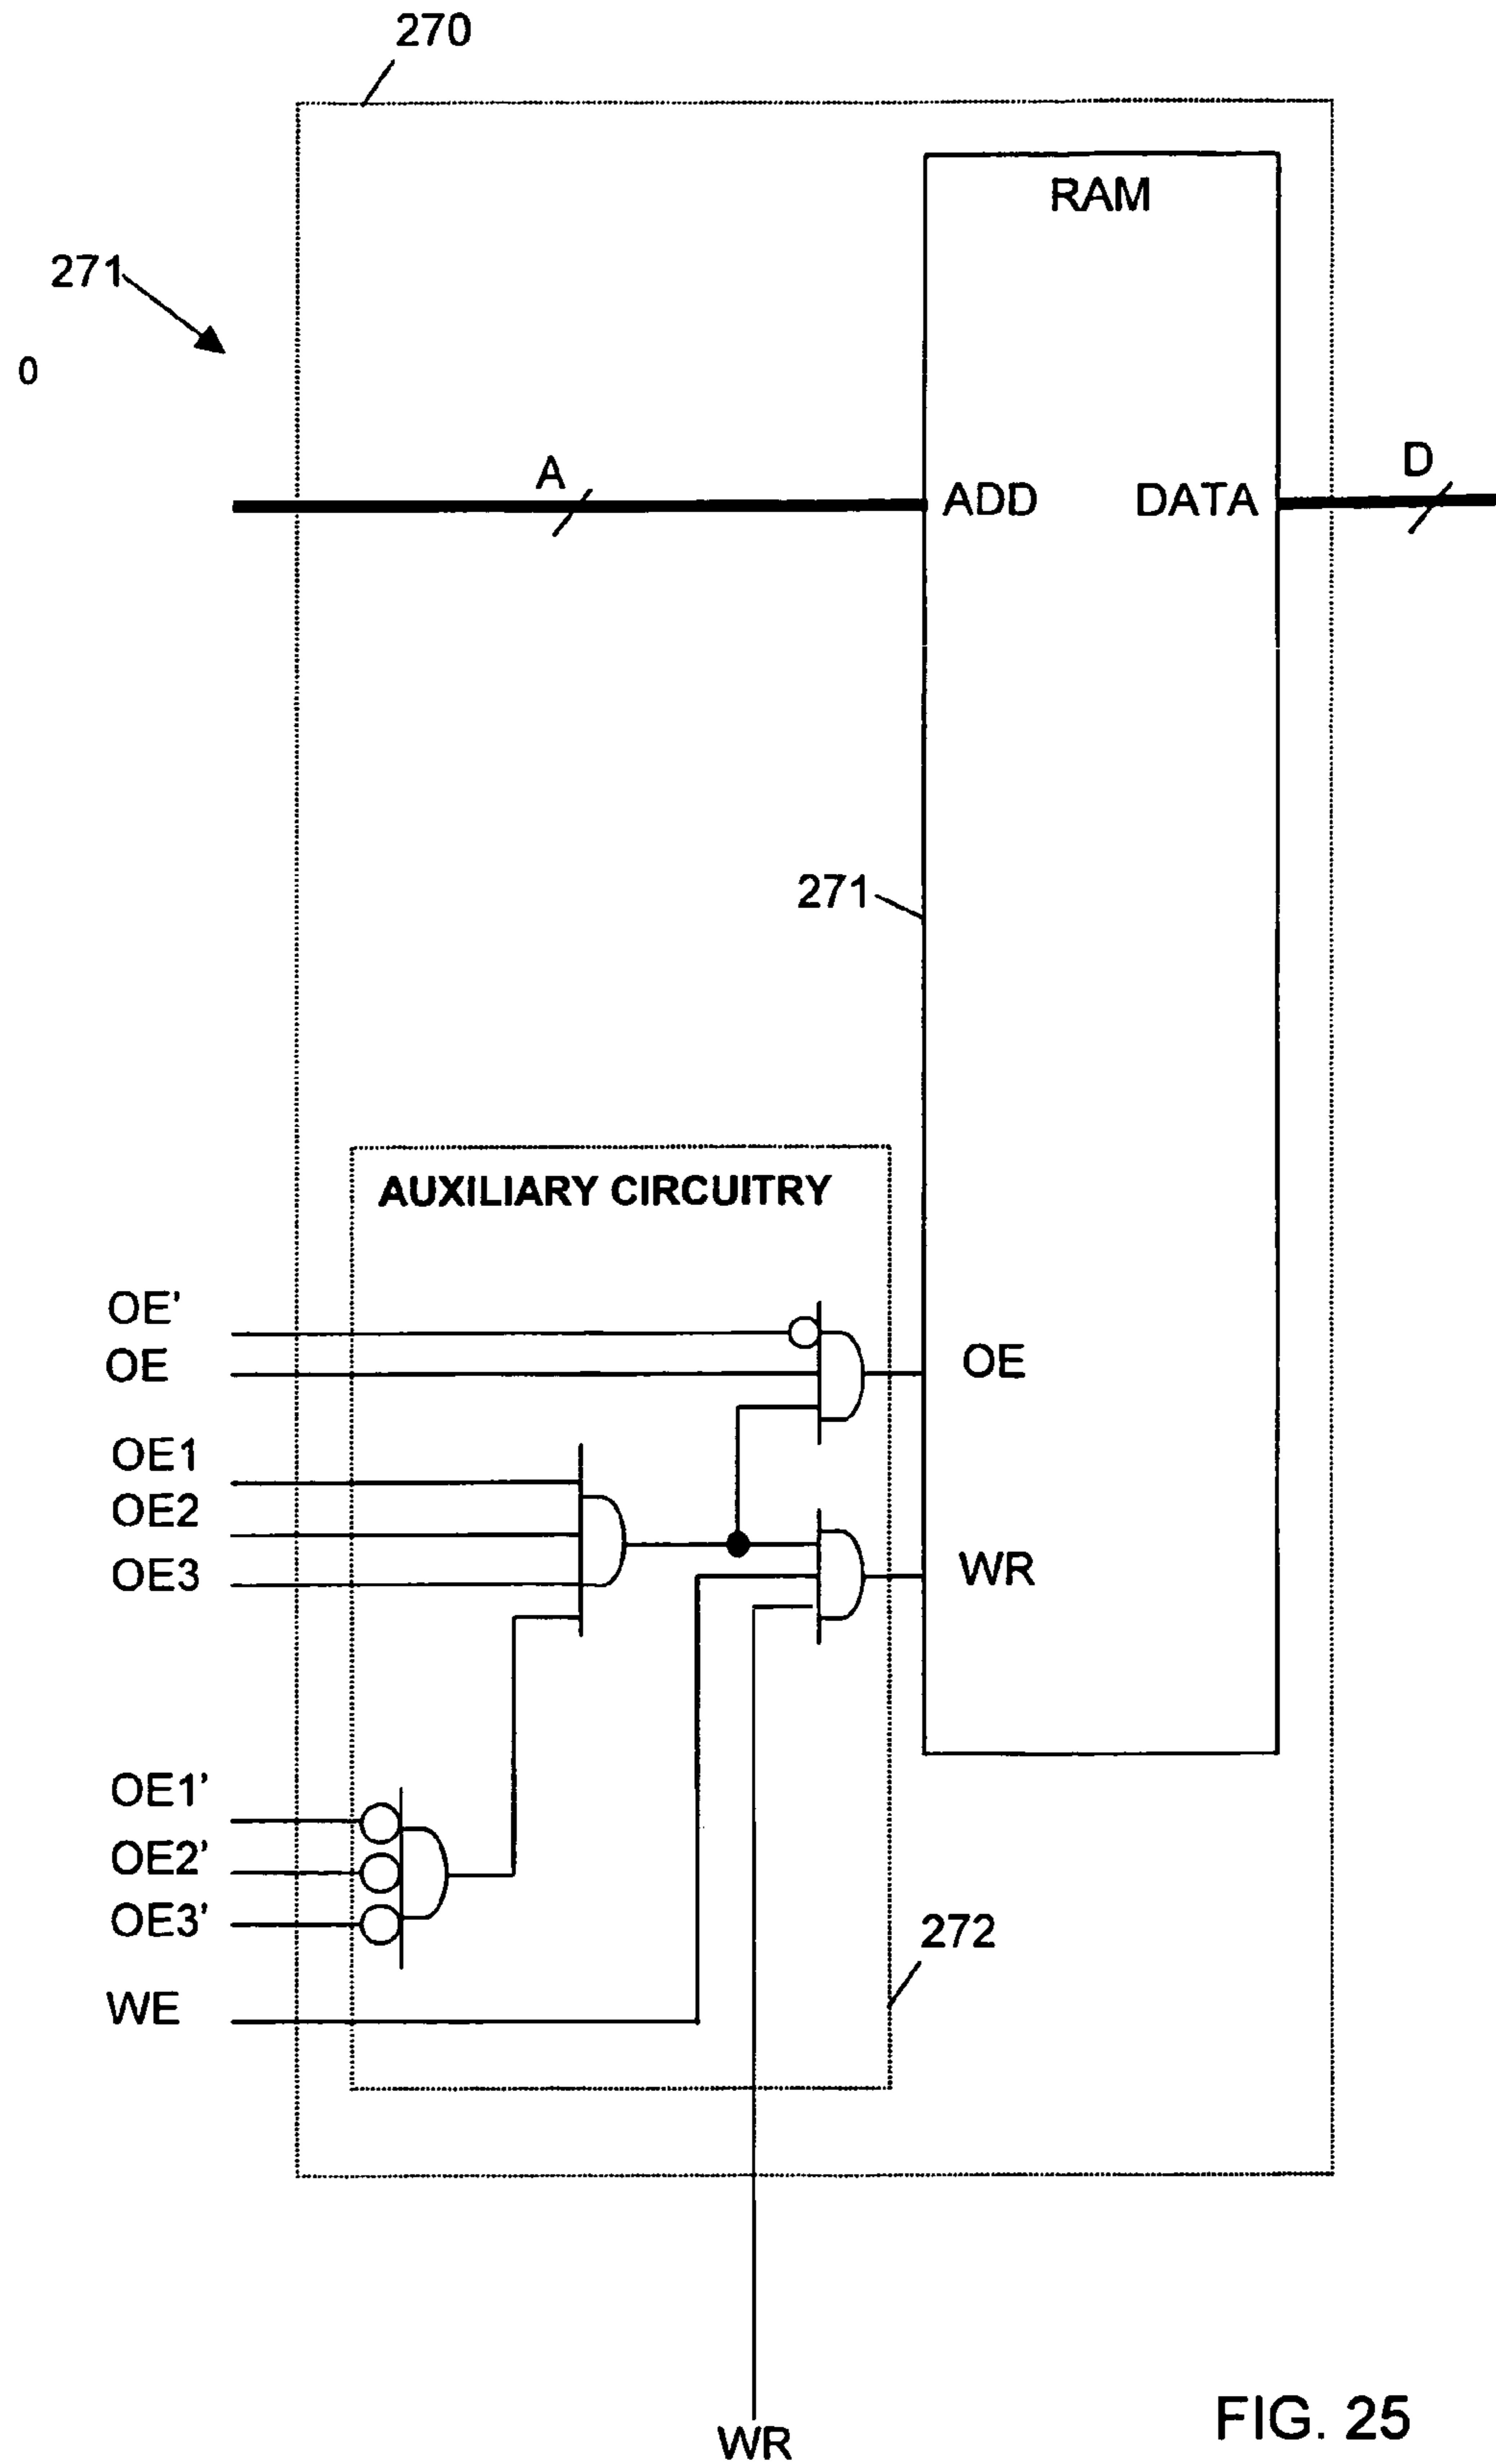 270
RAM
271
0
A
D
ADD
DATA
271
AUXILIARY CIRCUITRY
OE'
OE
OE
OE1
OE2
OE3
WR
OE1'
OE2'
OE3'
272
WE
FIG. 25
WR